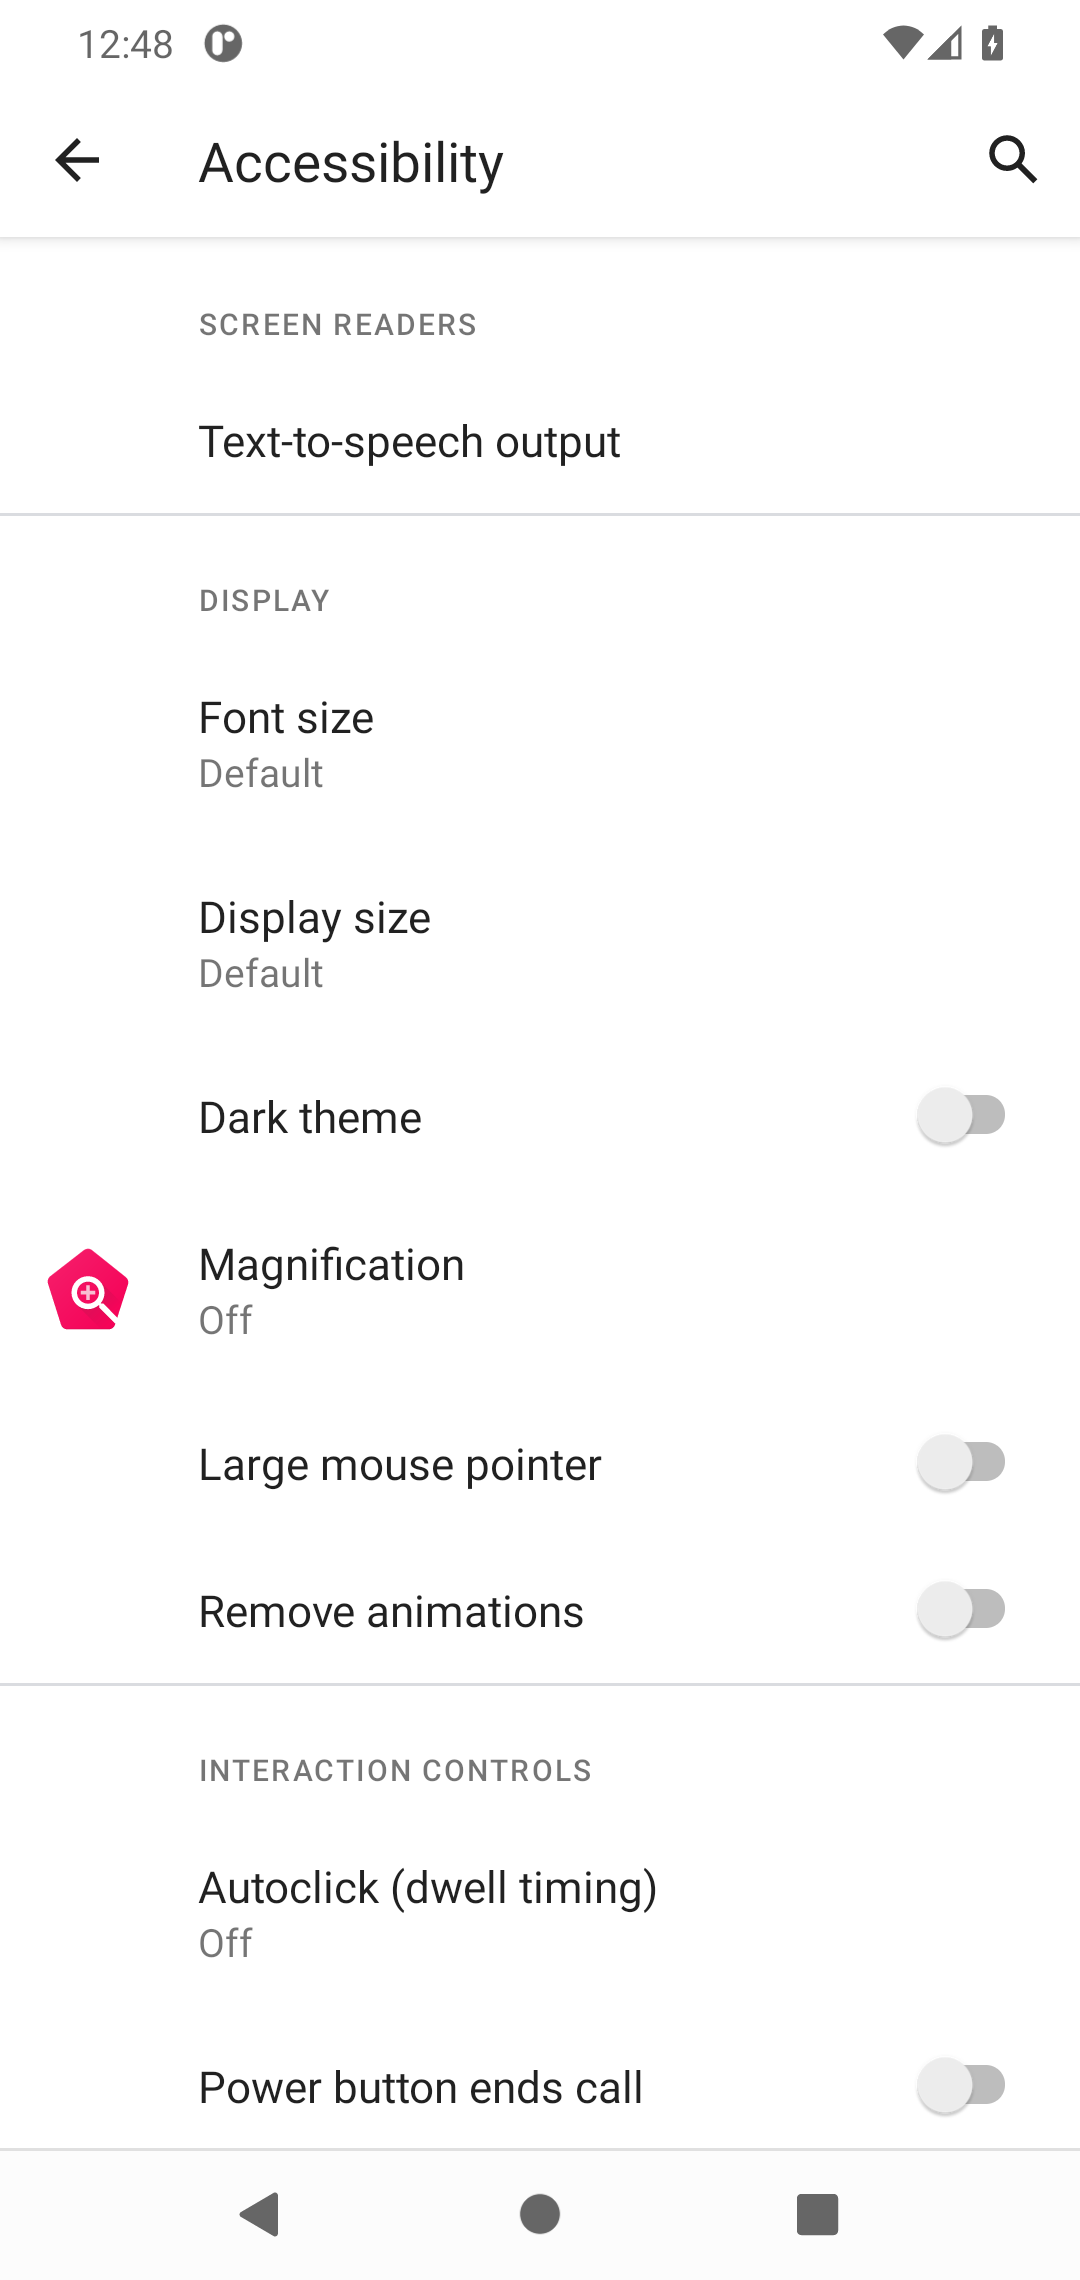 12:48
Accessibility
SCREEN READERS
Text-to-speech output
DISPLAY
Font size
Default
Display size
Default
Dark theme
Magnification
Off
Large mouse pointer
Remove animations
INTERACTION CONTROLS
Autoclick (dwell timing)
Off
Power button ends call